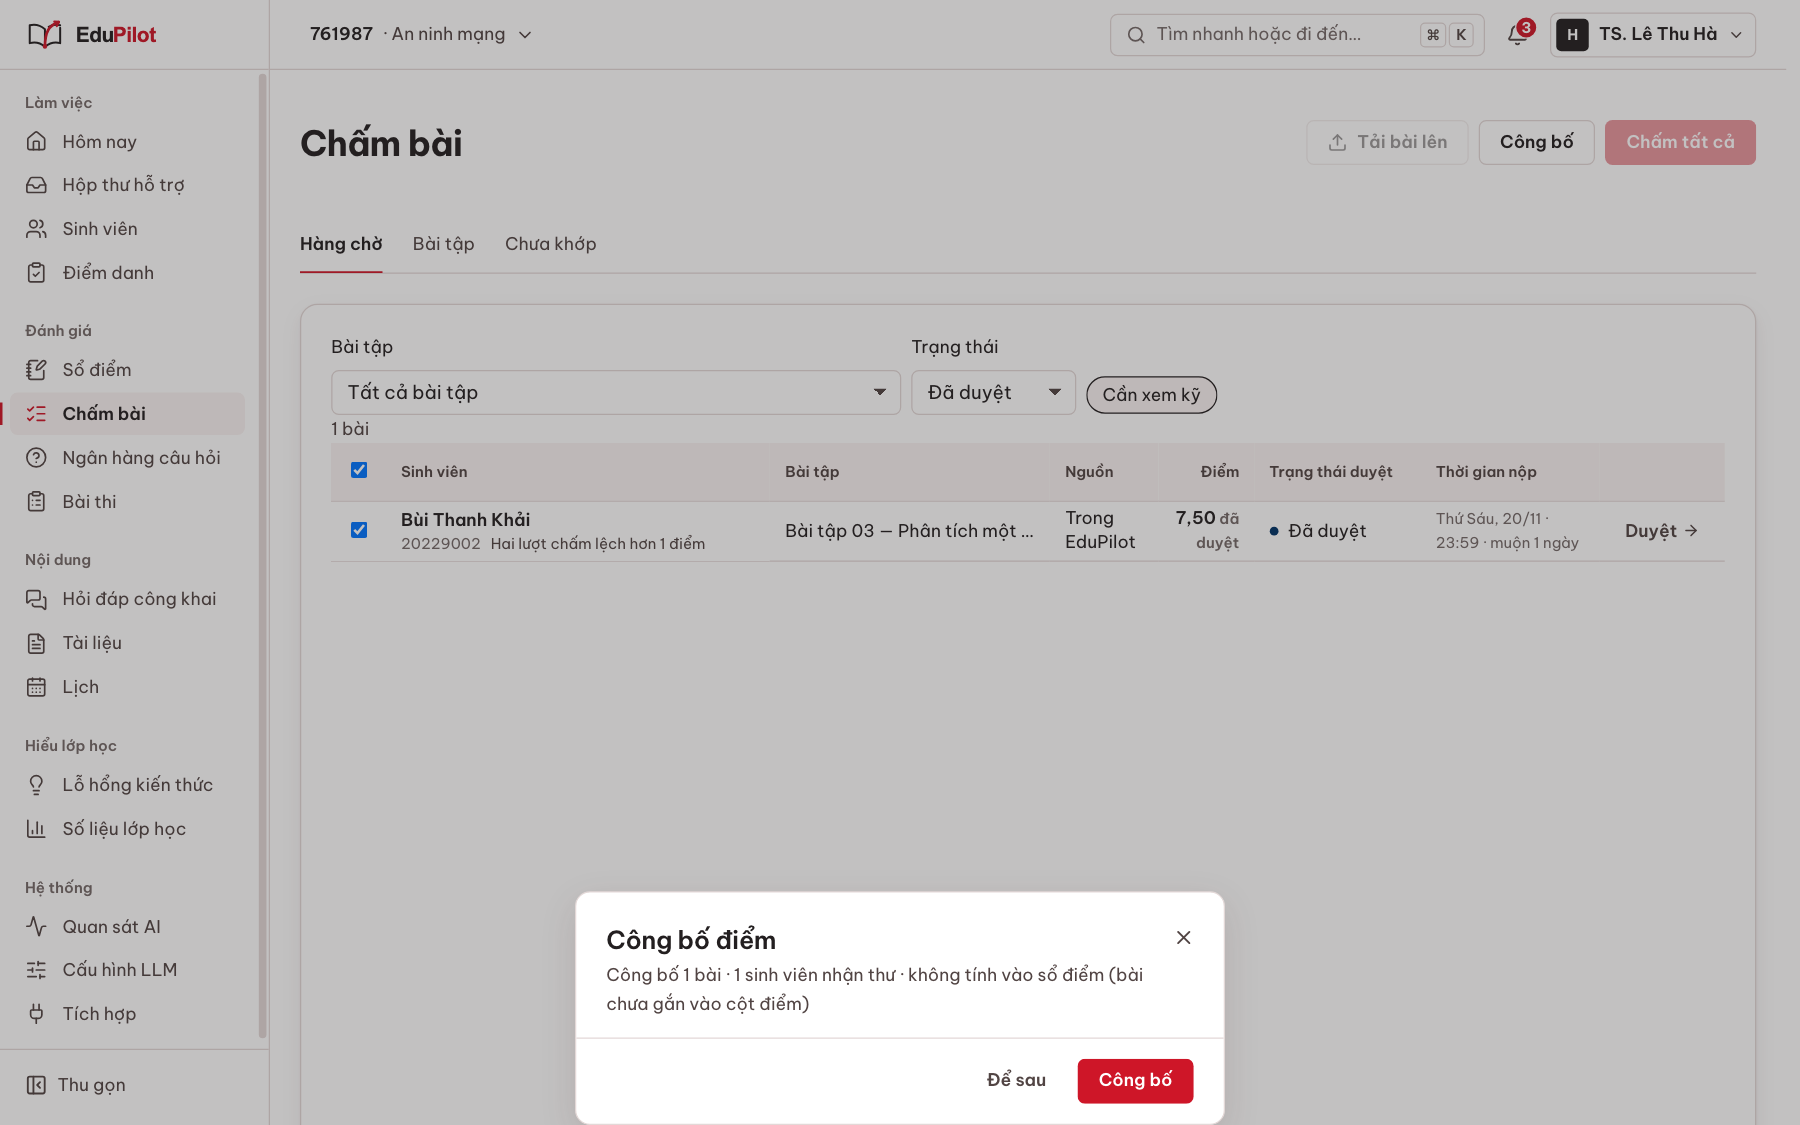 EduPilot
761987 · An ninh mạng
Tìm nhanh hoặc đi đến...
⌘ K
3
H
TS. Lê Thu Hà
Làm việc
Hôm nay
Hộp thư hỗ trợ
Sinh viên
Điểm danh
Đánh giá
Sổ điểm
Chấm bài
Ngân hàng câu hỏi
Bài thi
Nội dung
Hỏi đáp công khai
Tài liệu
Lịch
Hiểu lớp học
Lỗ hổng kiến thức
Số liệu lớp học
Hệ thống
Quan sát AI
Cấu hình LLM
Tích hợp
Thu gọn
Chấm bài
Tải bài lên
Công bố
Chấm tất cả
Hàng chờ
Bài tập
Chưa khớp
Bài tập
Trạng thái
Tất cả bài tập
Đã duyệt
Cần xem kỹ
1 bài
Sinh viên
Bài tập
Nguồn
Điểm
Trạng thái duyệt
Thời gian nộp
Bùi Thanh Khải
20229002 Hai lượt chấm lệch hơn 1 điểm
Bài tập 03 — Phân tích một ...
Trong
EduPilot
7,50 đã
duyệt
Đã duyệt
Thứ Sáu, 20/11 ·
23:59 · muộn 1 ngày
Duyệt →
Công bố điểm
Công bố 1 bài · 1 sinh viên nhận thư · không tính vào sổ điểm (bài
chưa gắn vào cột điểm)
Để sau
Công bố